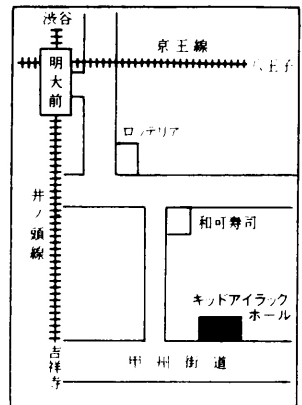 渋谷
京王線
八王子
明大前
ロッテリア
井ノ頭線
和可寿司
キッドアイラック
ホール
吉祥寺
甲州街道